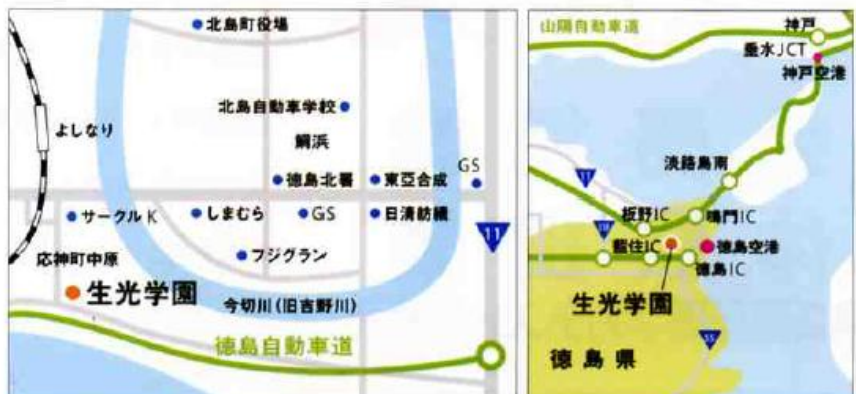 北島町役場
北島自動車学校
よしなり
鯛浜
徳島北署
東亞合成
GS
サークルK
しまむら
GS
日清紡績
11
応神町中原
フジグラン
生光学園
今切川(旧吉野川)
徳島自動車道
山陽自動車道
神戸
垂水JCT
神戸空港
淡路島南
11
板野IC
鳴門IC
藍住IC
徳島空港
徳島IC
生光学園
徳島県
55